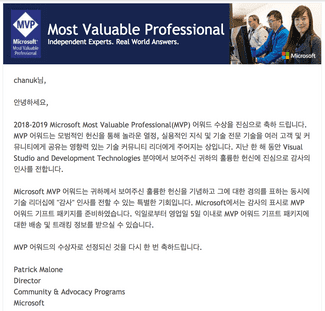 MVP
Microsoft®
Most Valuable
Professional
Most Valuable Professional
Independent Experts. Real World Answers.
Microsoft
chanuk님,
안녕하세요,
2018-2019 Microsoft Most Valuable Professional(MVP) 어워드 수상을 진심으로 축하 드립니다.
MVP 어워드는 모범적인 헌신을 통해 놀라운 열정, 실용적인 지식 및 기술 전문 기술을 여러 고객 및 커
뮤니티에게 공유는 영향력 있는 기술 커뮤니티 리더에게 주어지는 상입니다. 지난 한 해 동안 Visual
Studio and Development Technologies 분야에서 보여주신 귀하의 훌륭한 헌신에 진심으로 감사의
인사를 전합니다.
Microsoft MVP 어워드는 귀하께서 보여주신 훌륭한 헌신을 기념하고 그에 대한 경의를 표하는 동시에
기술 리더십에 "감사" 인사를 전할 수 있는 특별한 기회입니다. Microsoft에서는 감사의 표시로 MVP
어워드 기프트 패키지를 준비하였습니다. 익일로부터 영업일 5일 이내로 MVP 어워드 기프트 패키지에
대한 배송 및 트래킹 정보를 받으실 수 있습니다.
MVP 어워드의 수상자로 선정되신 것을 다시 한 번 축하드립니다.
Patrick Malone
Director
Community & Advocacy Programs
Microsoft